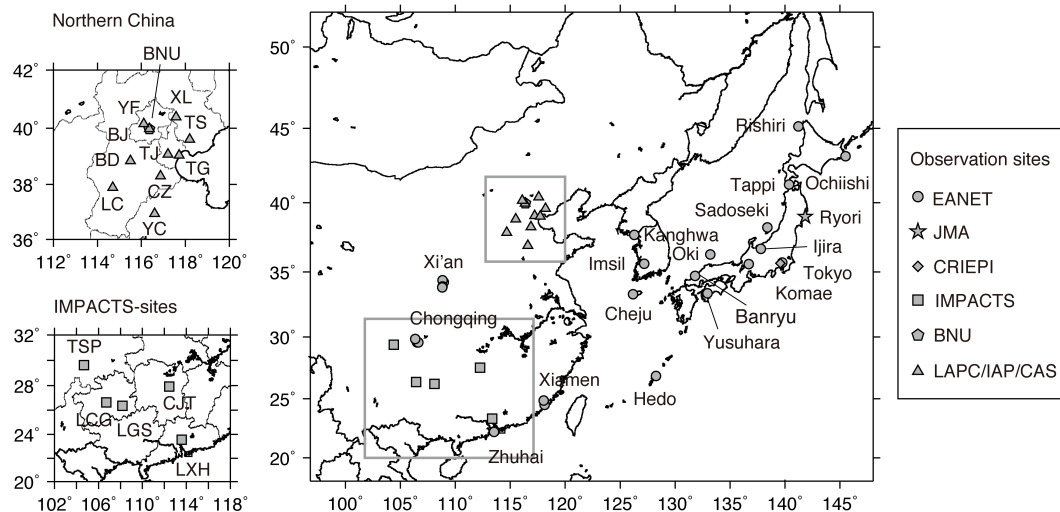 Northern China
BNU
42°
YF
XL
TS
40°
BJ
TJ
BD
TG
38°
CZ
LC
YC
36°
112 114 116 118 120
IMPACTS-sites
32°
TSP
28°
CJT
LCG
LGS
24°
LXH
20°
102 106 110 114 118
50°
45°
Rishiri
Tappi
Ochiishi
40°
Sadoseki
Ryori
Kanghwa
Ijira
Oki
Xi'an
Imsil
35°
Tokyo
Komae
Cheju
Banryu
Chongqing
Yusuhara
30°
Xiamen
Hedo
25°
Zhuhai
20°
100 105 110 115 120 125 130 135 140 145
Observation sites
EANET
JMA
CRIEPI
IMPACTS
BNU
LAPC/IAP/CAS